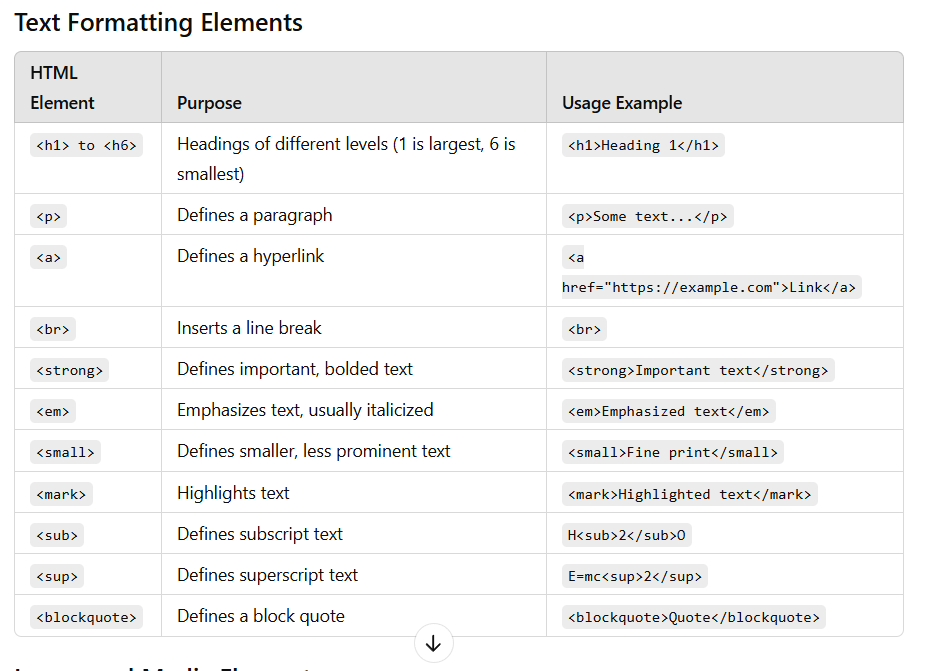 Text Formatting Elements
HTML
Element Purpose Usage Example
<h1> to <h6> Headings of different levels (1 is largest, 6 is <h1>Heading 1</h1>
smallest)
<p> Defines a paragraph <p>Some text...</p>
<a> Defines a hyperlink <a
href="https://example.com">Link</a>
<br> Inserts a line break <br>
<strong> Defines important, bolded text <strong>Important text</strong>
<em> Emphasizes text, usually italicized <em>Emphasized text</em>
<small> Defines smaller, less prominent text <small>Fine print</small>
<mark> Highlights text <mark>Highlighted text</mark>
<sub> Defines subscript text H<sub>2</sub>O
<sup> Defines superscript text E=mc<sup>2</sup>
<blockquote> Defines a block quote <blockquote>Quote</blockquote>